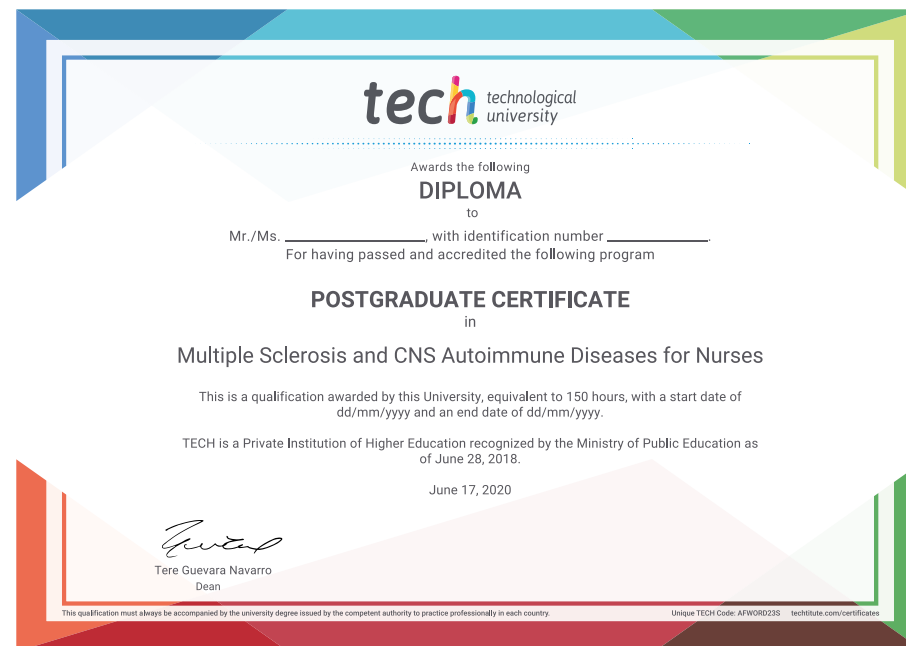 tech technological
university
Awards the following
DIPLOMA
to
Mr./Ms. ____________________, with identification number ______________.
For having passed and accredited the following program
POSTGRADUATE CERTIFICATE
in
Multiple Sclerosis and CNS Autoimmune Diseases for Nurses
This is a qualification awarded by this University, equivalent to 150 hours, with a start date of
dd/mm/yyyy and an end date of dd/mm/yyyy.
TECH is a Private Institution of Higher Education recognized by the Ministry of Public Education as
of June 28, 2018.
June 17, 2020
Tere Guevara Navarro
Dean
This qualification must always be accompanied by the university degree issued by the competent authority to practice professionally in each country. Unique TECH Code: AFWORD23S techtitute.com/certificates